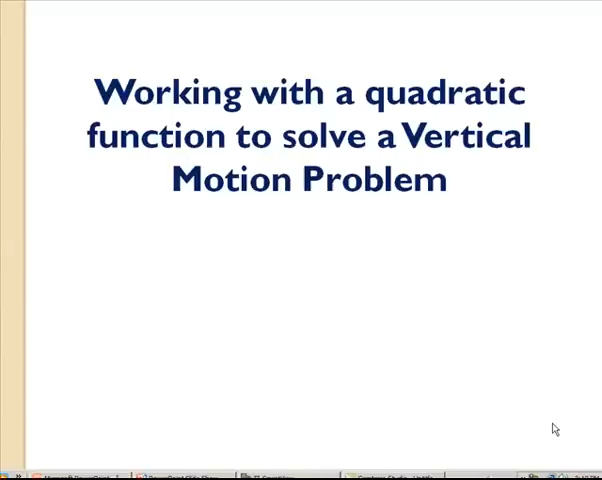 Working with a quadratic
function to solve a Vertical
Motion Problem